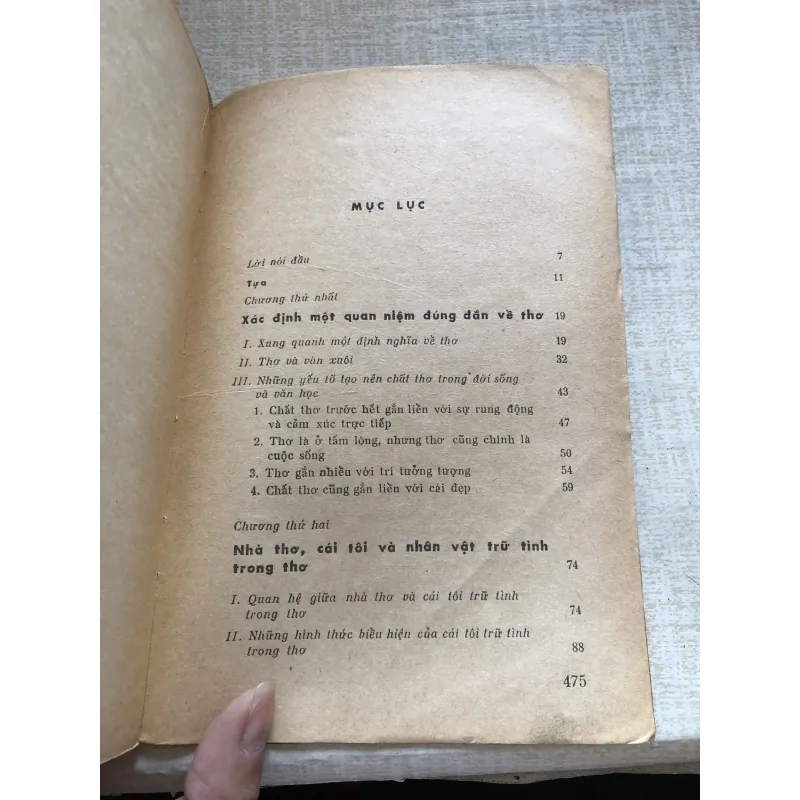 MỤC LỤC
Lời nói đầu 7
Tựa 11
Chương thứ nhất
Xác định một quan niệm đúng đắn về thơ 19
I. Xung quanh một định nghĩa về thơ 19
II. Thơ và văn xuôi 32
III. Những yếu tố tạo nên chất thơ trong đời sống
và văn học 43
1. Chất thơ trước hết gắn liền với sự rung động
và cảm xúc trực tiếp 47
2. Thơ là ở tấm lòng, nhưng thơ cũng chính là
cuộc sống 50
3. Thơ gắn nhiều với trí tưởng tượng 54
4. Chất thơ cũng gắn liền với cái đẹp 59
Chương thứ hai
Nhà thơ, cái tôi và nhân vật trữ tình
trong thơ 74
I. Quan hệ giữa nhà thơ và cái tôi trữ tình
trong thơ 74
II. Những hình thức biểu hiện của cái tôi trữ tình
trong thơ 88
475